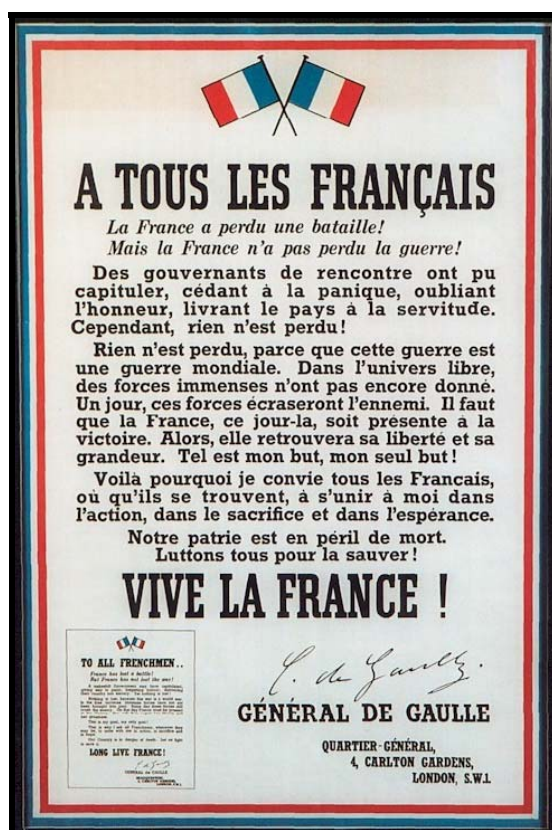 A TOUS LES FRANÇAIS
La France a perdu une bataille!
Mais la France n'a pas perdu la guerre!
Des gouvernants de rencontre ont pu
capituler, cédant à la panique, oubliant
l'honneur, livrant le pays à la servitude.
Cependant, rien n'est perdu!
Rien n'est perdu, parce que cette guerre est
une guerre mondiale. Dans l'univers libre,
des forces immenses n'ont pas encore donné.
Un jour, ces forces écraseront l'ennemi. Il faut
que la France, ce jour-la, soit présente à la
victoire. Alors, elle retrouvera sa liberté et sa
grandeur. Tel est mon but, mon seul but!
Voilà pourquoi je convie tous les Francais,
où qu'ils se trouvent, à s'unir à moi dans
l'action, dans le sacrifice et dans l'espérance.
Notre patrie est en péril de mort.
Luttons tous pour la sauver!
VIVE LA FRANCE !
C. de Gaulle.
GÉNÉRAL DE GAULLE
QUARTIER-GÉNÉRAL,
4, CARLTON GARDENS,
LONDON, S.W.1.
TO ALL FRENCHMEN..
France has lost a battle!
But France has not lost the war!
LONG LIVE FRANCE!
GÉNÉRAL DE GAULLE